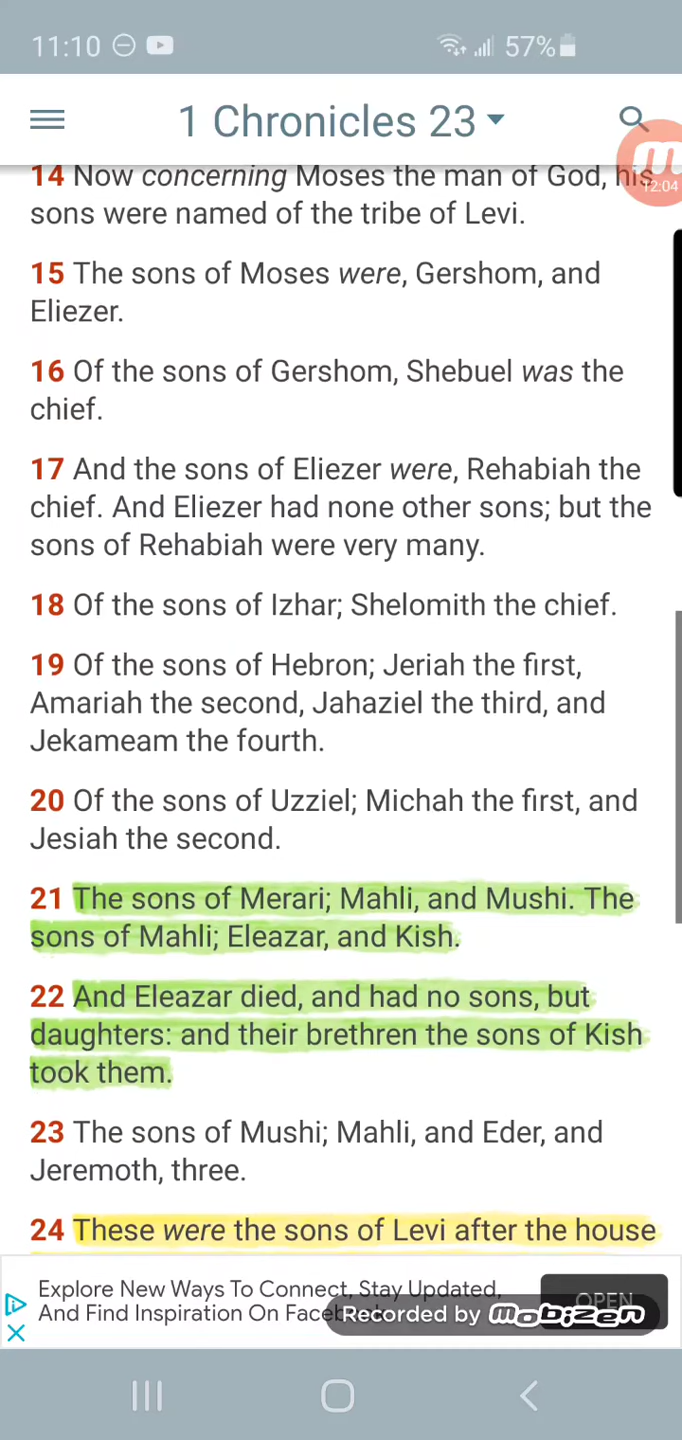 11:10 57%
1 Chronicles 23
12:04
14 Now concerning Moses the man of God, his
sons were named of the tribe of Levi.
15 The sons of Moses were, Gershom, and
Eliezer.
16 Of the sons of Gershom, Shebuel was the
chief.
17 And the sons of Eliezer were, Rehabiah the
chief. And Eliezer had none other sons; but the
sons of Rehabiah were very many.
18 Of the sons of Izhar; Shelomith the chief.
19 Of the sons of Hebron; Jeriah the first,
Amariah the second, Jahaziel the third, and
Jekameam the fourth.
20 Of the sons of Uzziel; Michah the first, and
Jesiah the second.
21 The sons of Merari; Mahli, and Mushi. The
sons of Mahli; Eleazar, and Kish.
22 And Eleazar died, and had no sons, but
daughters: and their brethren the sons of Kish
took them.
23 The sons of Mushi; Mahli, and Eder, and
Jeremoth, three.
24 These were the sons of Levi after the house
Explore New Ways To Connect, Stay Updated,
And Find Inspiration On
OPEN
Recorded by mobizen